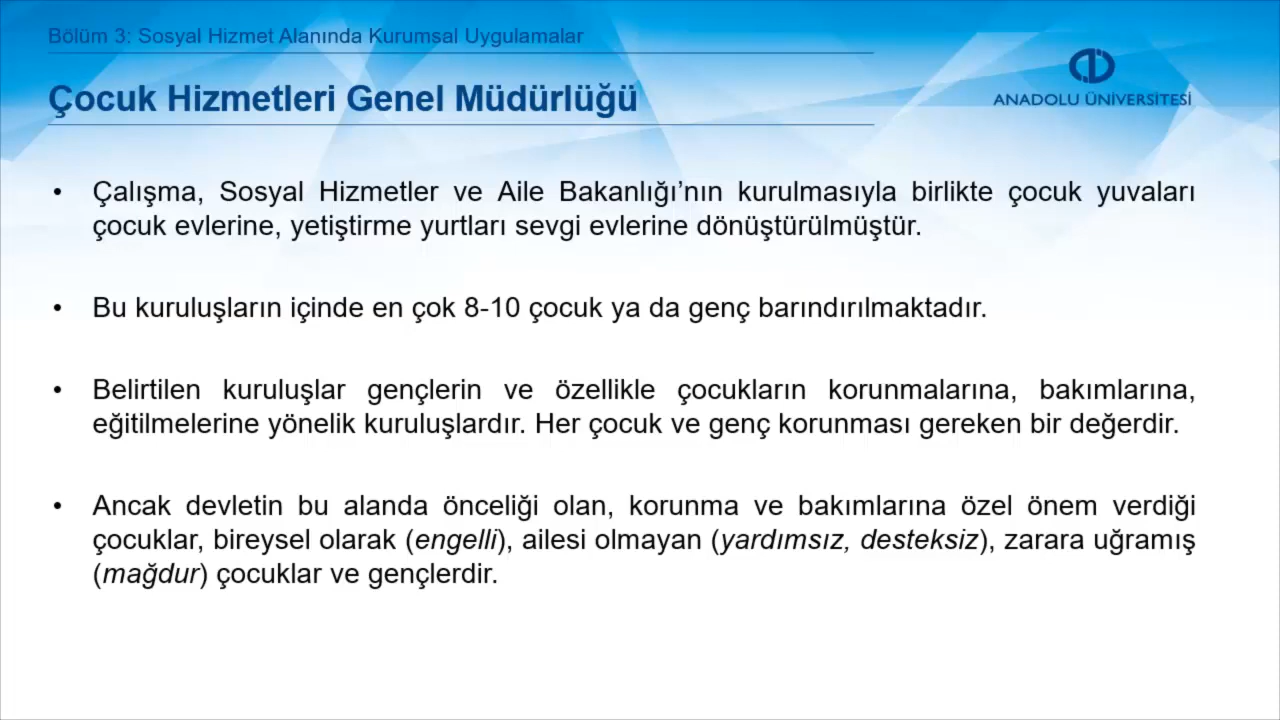 Bölüm 3: Sosyal Hizmet Alanında Kurumsal Uygulamalar
Çocuk Hizmetleri Genel Müdürlüğü
ANADOLU ÜNİVERSİTESİ
• Çalışma, Sosyal Hizmetler ve Aile Bakanlığı’nın kurulmasıyla birlikte çocuk yuvaları
çocuk evlerine, yetiştirme yurtları sevgi evlerine dönüştürülmüştür.
• Bu kuruluşların içinde en çok 8-10 çocuk ya da genç barındırılmaktadır.
• Belirtilen kuruluşlar gençlerin ve özellikle çocukların korunmalarına, bakımlarına,
eğitilmelerine yönelik kuruluşlardır. Her çocuk ve genç korunması gereken bir değerdir.
• Ancak devletin bu alanda önceliği olan, korunma ve bakımlarına özel önem verdiği
çocuklar, bireysel olarak (engelli), ailesi olmayan (yardımsız, desteksiz), zarara uğramış
(mağdur) çocuklar ve gençlerdir.